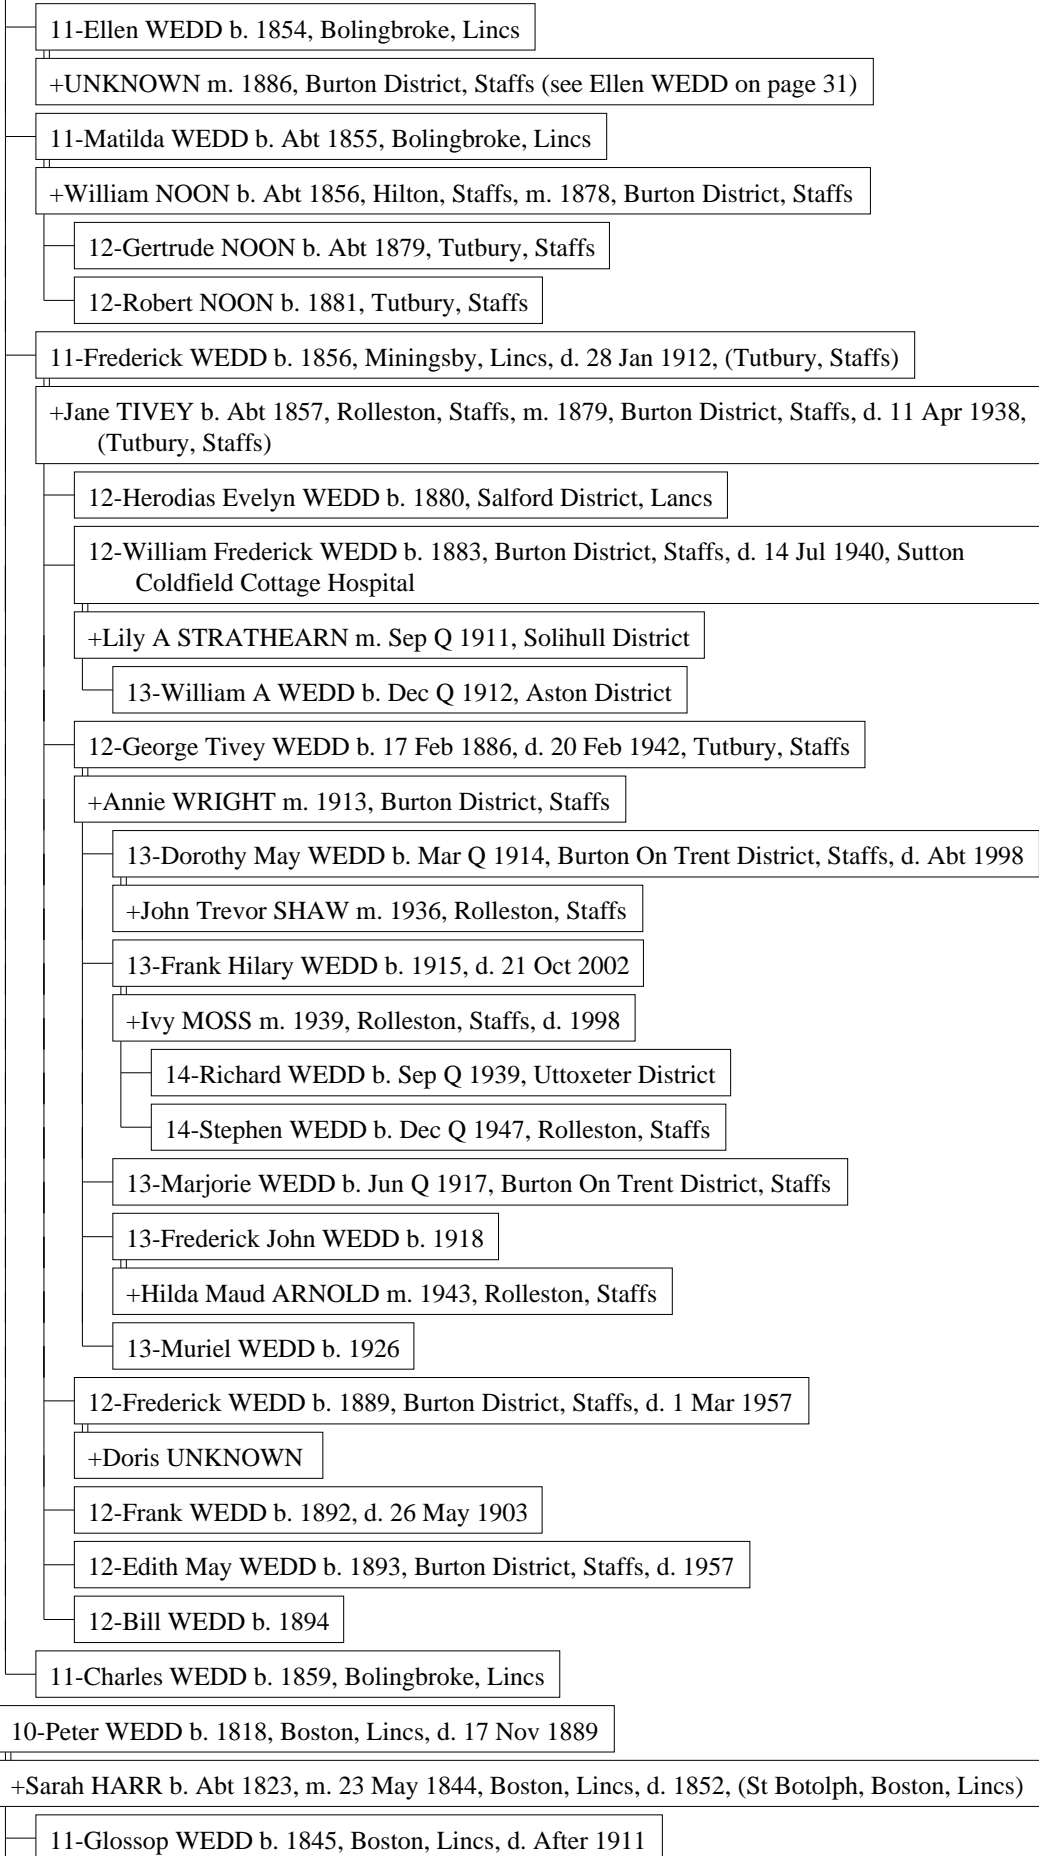 11-Ellen WEDD b. 1854, Bolingbroke, Lincs
+UNKNOWN m. 1886, Burton District, Staffs (see Ellen WEDD on page 31)
11-Matilda WEDD b. Abt 1855, Bolingbroke, Lincs
+William NOON b. Abt 1856, Hilton, Staffs, m. 1878, Burton District, Staffs
12-Gertrude NOON b. Abt 1879, Tutbury, Staffs
12-Robert NOON b. 1881, Tutbury, Staffs
11-Frederick WEDD b. 1856, Miningsby, Lincs, d. 28 Jan 1912, (Tutbury, Staffs)
+Jane TIVEY b. Abt 1857, Rolleston, Staffs, m. 1879, Burton District, Staffs, d. 11 Apr 1938,
(Tutbury, Staffs)
12-Herodias Evelyn WEDD b. 1880, Salford District, Lancs
12-William Frederick WEDD b. 1883, Burton District, Staffs, d. 14 Jul 1940, Sutton
Coldfield Cottage Hospital
+Lily A STRATHEARN m. Sep Q 1911, Solihull District
13-William A WEDD b. Dec Q 1912, Aston District
12-George Tivey WEDD b. 17 Feb 1886, d. 20 Feb 1942, Tutbury, Staffs
+Annie WRIGHT m. 1913, Burton District, Staffs
13-Dorothy May WEDD b. Mar Q 1914, Burton On Trent District, Staffs, d. Abt 1998
+John Trevor SHAW m. 1936, Rolleston, Staffs
13-Frank Hilary WEDD b. 1915, d. 21 Oct 2002
+Ivy MOSS m. 1939, Rolleston, Staffs, d. 1998
14-Richard WEDD b. Sep Q 1939, Uttoxeter District
14-Stephen WEDD b. Dec Q 1947, Rolleston, Staffs
13-Marjorie WEDD b. Jun Q 1917, Burton On Trent District, Staffs
13-Frederick John WEDD b. 1918
+Hilda Maud ARNOLD m. 1943, Rolleston, Staffs
13-Muriel WEDD b. 1926
12-Frederick WEDD b. 1889, Burton District, Staffs, d. 1 Mar 1957
+Doris UNKNOWN
12-Frank WEDD b. 1892, d. 26 May 1903
12-Edith May WEDD b. 1893, Burton District, Staffs, d. 1957
12-Bill WEDD b. 1894
11-Charles WEDD b. 1859, Bolingbroke, Lincs
10-Peter WEDD b. 1818, Boston, Lincs, d. 17 Nov 1889
+Sarah HARR b. Abt 1823, m. 23 May 1844, Boston, Lincs, d. 1852, (St Botolph, Boston, Lincs)
11-Glossop WEDD b. 1845, Boston, Lincs, d. After 1911